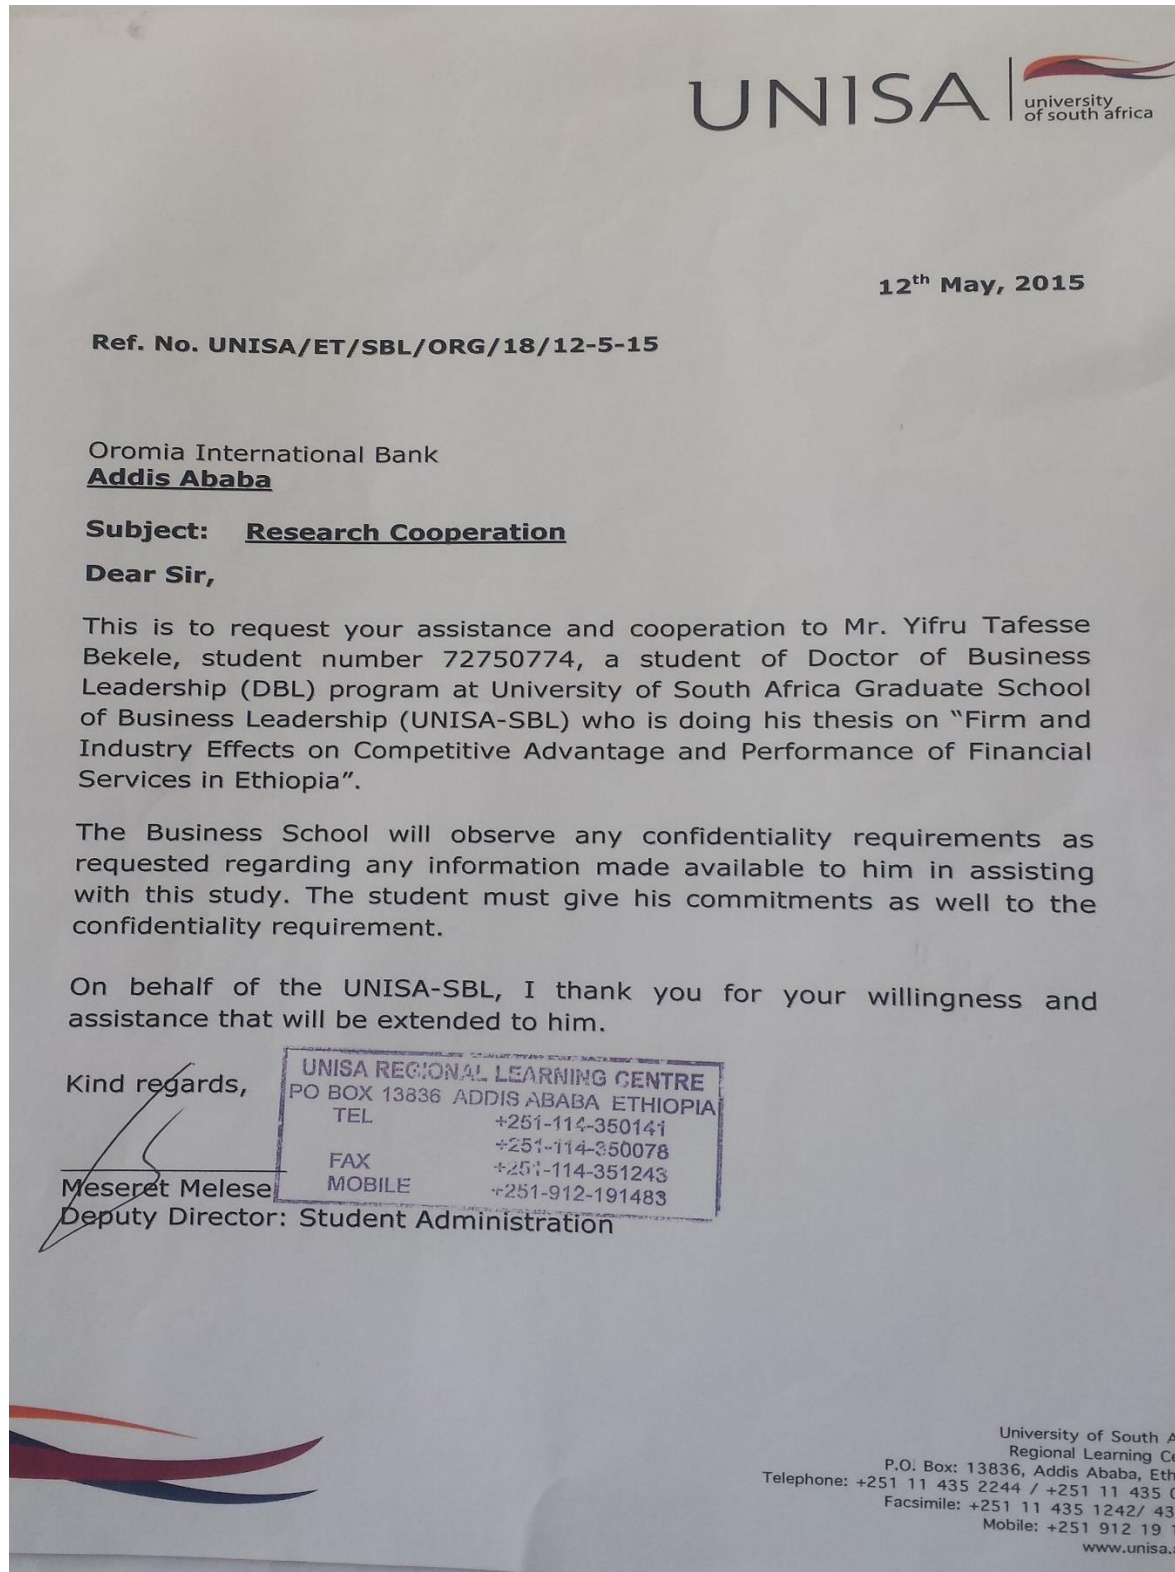 UNISA
university
of south africa
12th May, 2015
Ref. No. UNISA/ET/SBL/ORG/18/12-5-15
Oromia International Bank
Addis Ababa
Subject: Research Cooperation
Dear Sir,
This is to request your assistance and cooperation to Mr. Yifru Tafesse
Bekele, student number 72750774, a student of Doctor of Business
Leadership (DBL) program at University of South Africa Graduate School
of Business Leadership (UNISA-SBL) who is doing his thesis on “Firm and
Industry Effects on Competitive Advantage and Performance of Financial
Services in Ethiopia”.
The Business School will observe any confidentiality requirements as
requested regarding any information made available to him in assisting
with this study. The student must give his commitments as well to the
confidentiality requirement.
On behalf of the UNISA-SBL, I thank you for your willingness and
assistance that will be extended to him.
Kind regards,
UNISA REGIONAL LEARNING CENTRE
PO BOX 13836 ADDIS ABABA ETHIOPIA
TEL +251-114-350141
+251-114-350078
FAX +251-114-351243
MOBILE +251-912-191483
Meseret Melese
Deputy Director: Student Administration
University of South A
Regional Learning Ce
P.O. Box: 13836, Addis Ababa, Eth
Telephone: +251 11 435 2244 / +251 11 435
Facsimile: +251 11 435 1242/ 43
Mobile: +251 912 19 1
www.unisa.